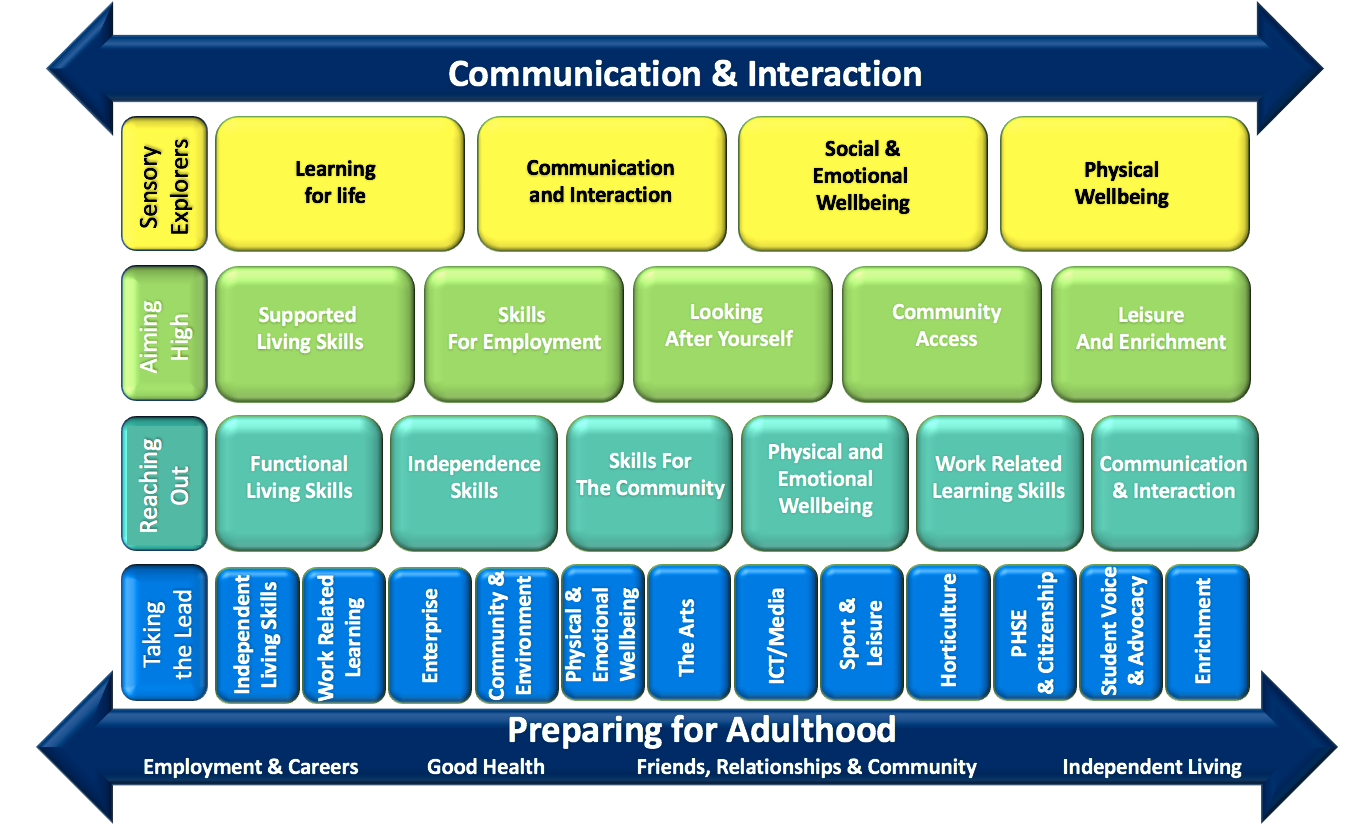 Communication & Interaction
Sensory
Explorers
Learning
for life
Communication
and Interaction
Social &
Emotional
Wellbeing
Physical
Wellbeing
Aiming
High
Supported
Living Skills
Skills
For Employment
Looking
After Yourself
Community
Access
Leisure
And Enrichment
Reaching
Out
Functional
Living Skills
Independence
Skills
Skills For
The Community
Physical and
Emotional
Wellbeing
Work Related
Learning Skills
Communication
& Interaction
Taking
the Lead
Independent
Living Skills
Work Related
Learning
Enterprise
Community &
Environment
Physical &
Emotional
Wellbeing
The Arts
ICT/Media
Sport &
Leisure
Horticulture
PHSE
& Citizenship
Student Voice
& Advocacy
Enrichment
Preparing for Adulthood
Employment & Careers
Good Health
Friends, Relationships & Community
Independent Living